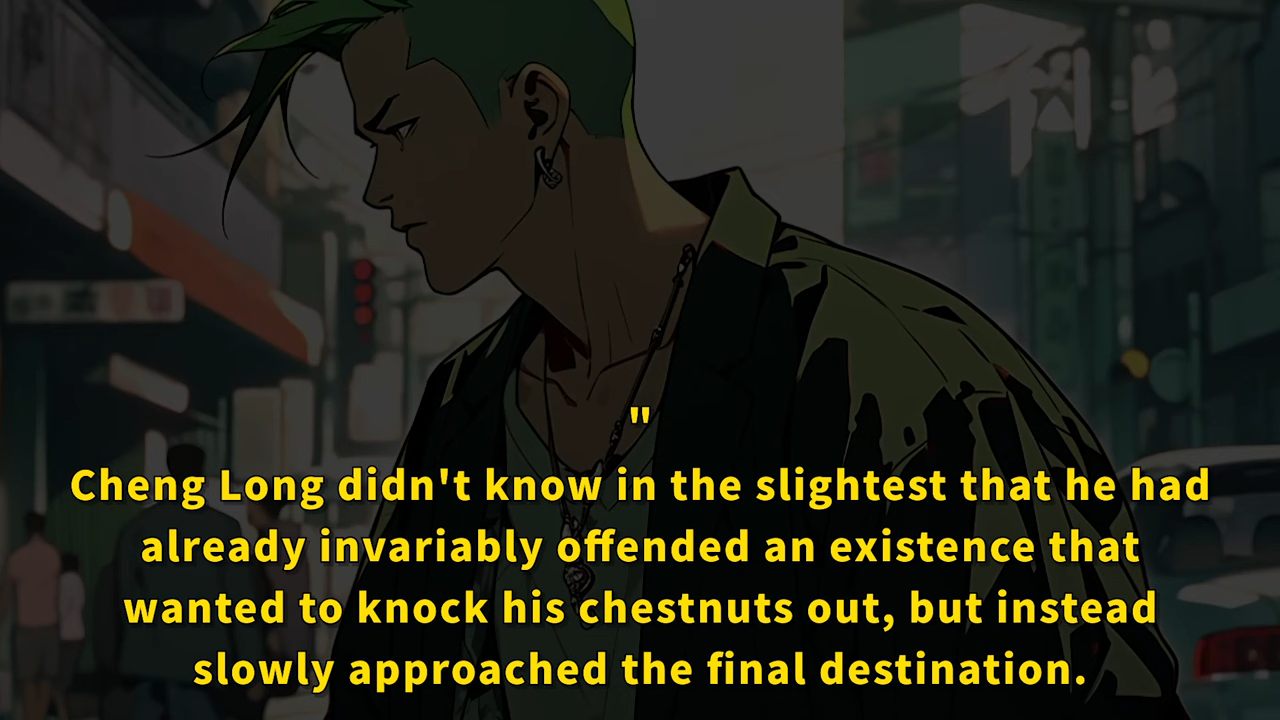 "
Cheng Long didn't know in the slightest that he had
already invariably offended an existence that
wanted to knock his chestnuts out, but instead
slowly approached the final destination.